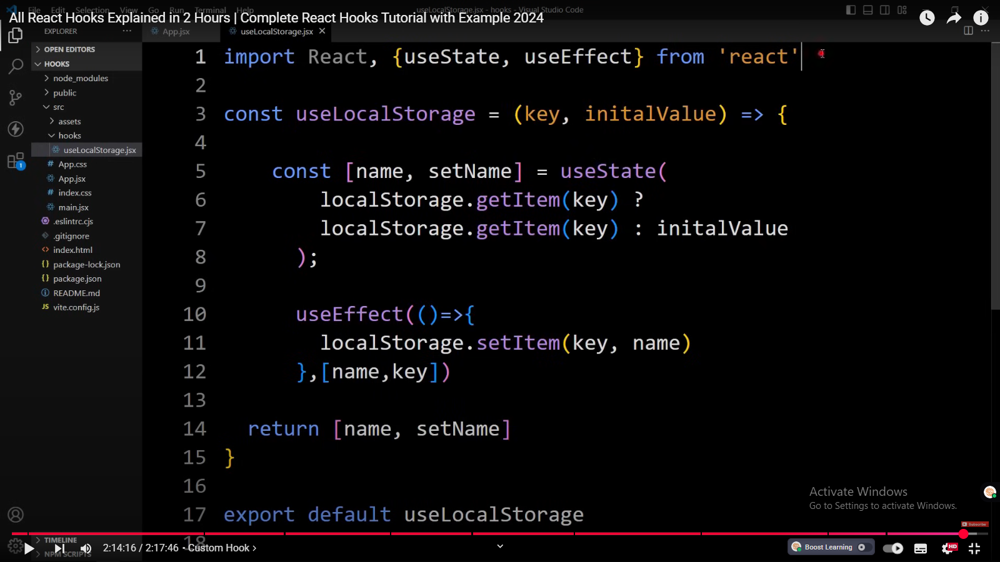 File Edit Selection View Go Run Terminal Help
useLocalStorage.jsx - hooks - Visual Studio Code
All React Hooks Explained in 2 Hours | Complete React Hooks Tutorial with Example 2024
EXPLORER
App.jsx
useLocalStorage.jsx
OPEN EDITORS
HOOKS
node_modules
public
src
assets
hooks
useLocalStorage.jsx
App.css
App.jsx
index.css
main.jsx
.eslintrc.cjs
.gitignore
index.html
package-lock.json
package.json
README.md
vite.config.js
TIMELINE
NPM SCRIPTS
1
1 import React, {useState, useEffect} from 'react'
2
3 const useLocalStorage = (key, initalValue) => {
4
5 const [name, setName] = useState(
6 localStorage.getItem(key) ?
7 localStorage.getItem(key) : initalValue
8 );
9
10 useEffect(()=>{
11 localStorage.setItem(key, name)
12 },[name,key])
13
14 return [name, setName]
15 }
16
17 export default useLocalStorage
18
Activate Windows
Go to Settings to activate Windows.
Subscribe
2:14:16 / 2:17:46 • Custom Hook >
Boost Learning
HD